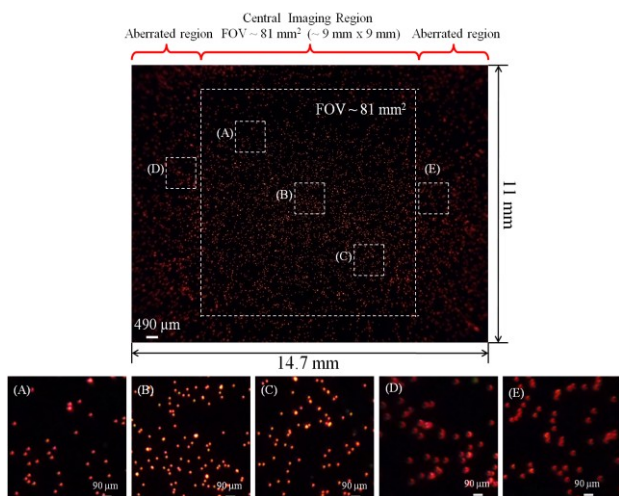 Central Imaging Region
Aberrated region FOV ~ 81 mm² (~ 9 mm x 9 mm) Aberrated region
FOV ~ 81 mm²
(A)
(D)
(E)
(B)
(C)
11 mm
490 µm
14.7 mm
(A) (B) (C) (D) (E)
90 µm 90 µm 90 µm 90 µm 90 µm